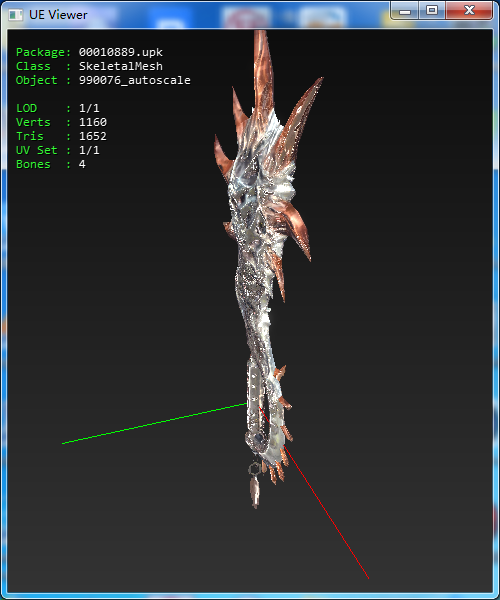 UE Viewer
Package: 00010889.upk
Class : SkeletalMesh
Object : 990076_autoscale
LOD : 1/1
Verts : 1160
Tris : 1652
UV Set : 1/1
Bones : 4